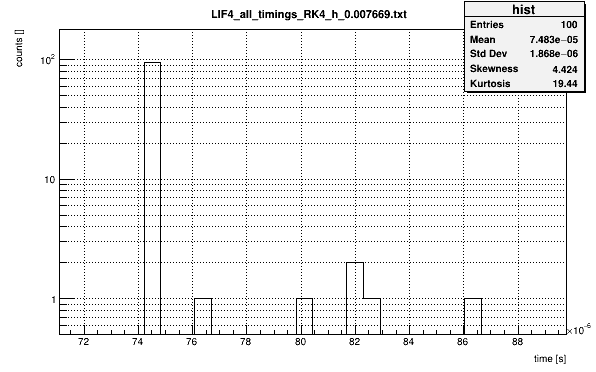 LIF4_all_timings_RK4_h_0.007669.txt
hist
Entries 100
Mean 7.483e−05
Std Dev 1.868e−06
Skewness 4.424
Kurtosis 19.44
counts []
10²
10
1
72 74 76 78 80 82 84 86 88
×10⁻⁶
time [s]